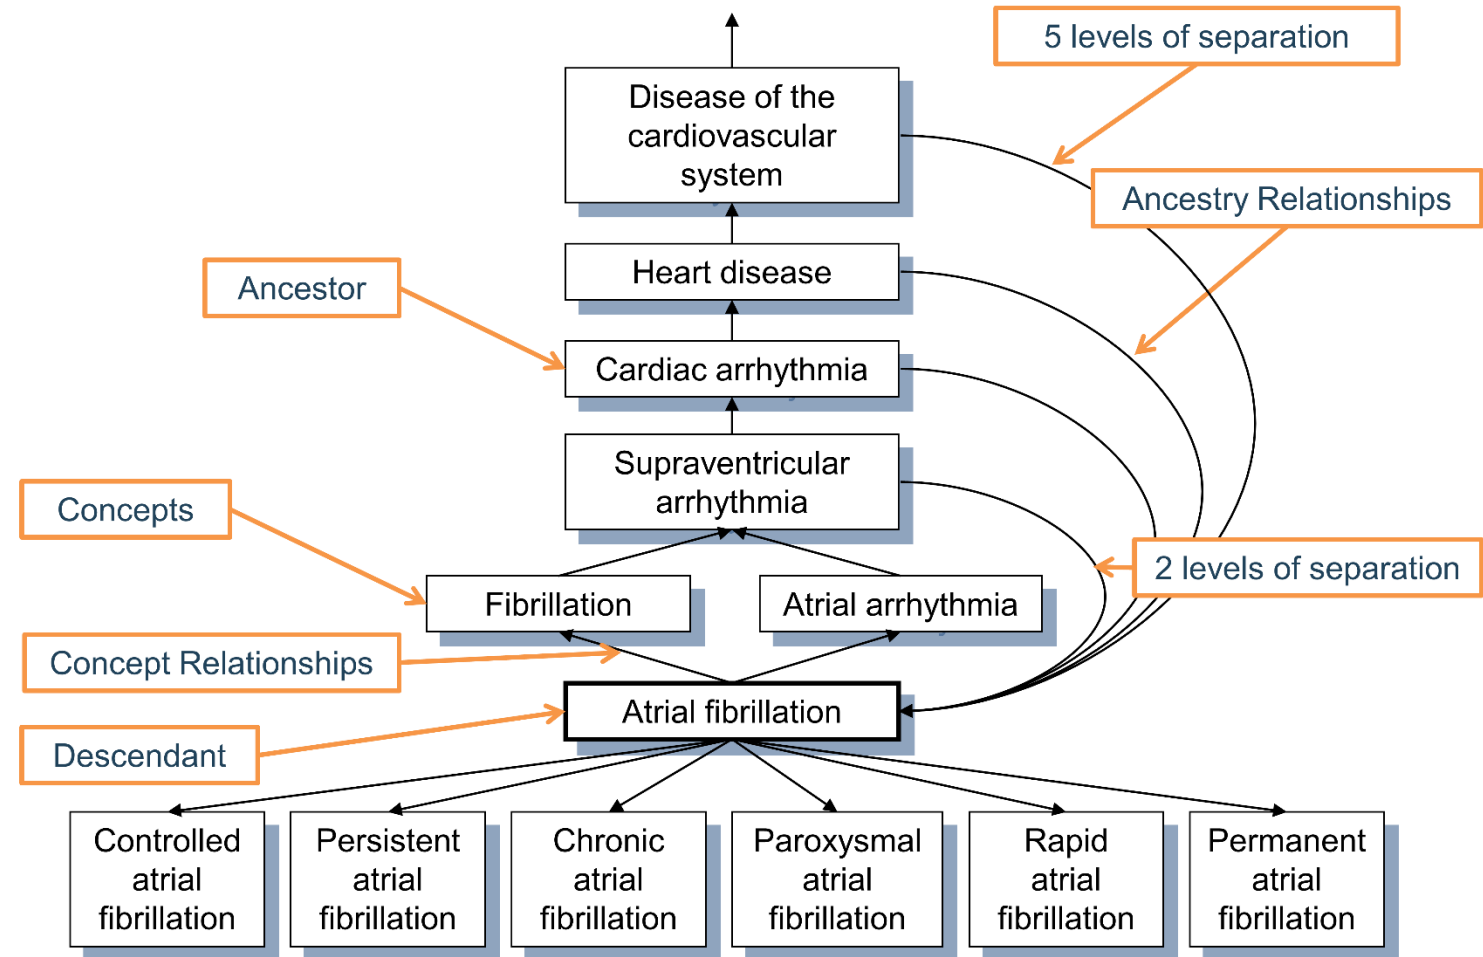 5 levels of separation
Disease of the
cardiovascular
system
Ancestry Relationships
Heart disease
Ancestor
Cardiac arrhythmia
Supraventricular
arrhythmia
Concepts
2 levels of separation
Fibrillation
Atrial arrhythmia
Concept Relationships
Atrial fibrillation
Descendant
Controlled
atrial
fibrillation
Persistent
atrial
fibrillation
Chronic
atrial
fibrillation
Paroxysmal
atrial
fibrillation
Rapid
atrial
fibrillation
Permanent
atrial
fibrillation